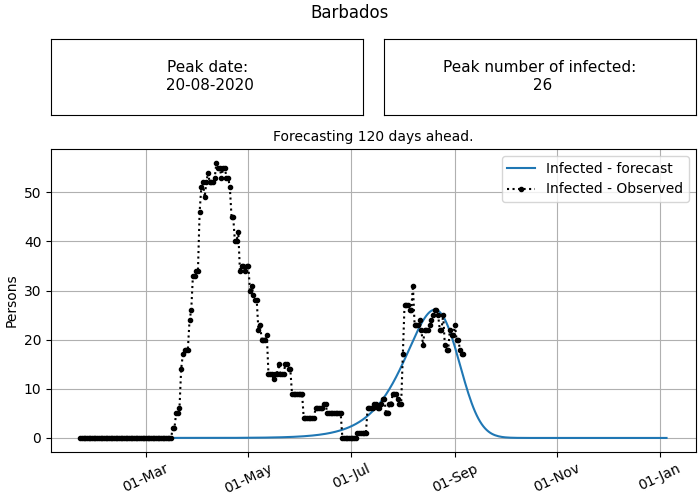 Barbados
Peak date:
20-08-2020
Peak number of infected:
26
Forecasting 120 days ahead.
Infected - forecast
Infected - Observed
Persons
50
40
30
20
10
0
01-Mar
01-May
01-Jul
01-Sep
01-Nov
01-Jan